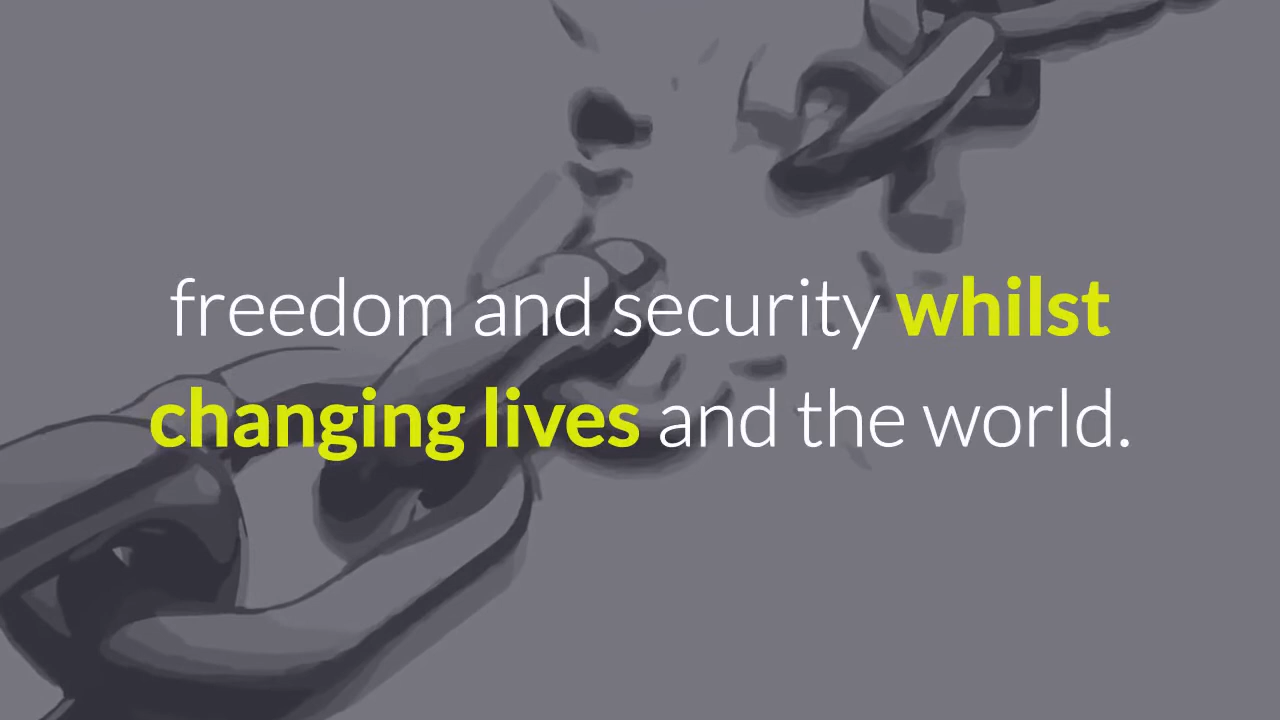 freedom and security whilst
changing lives and the world.